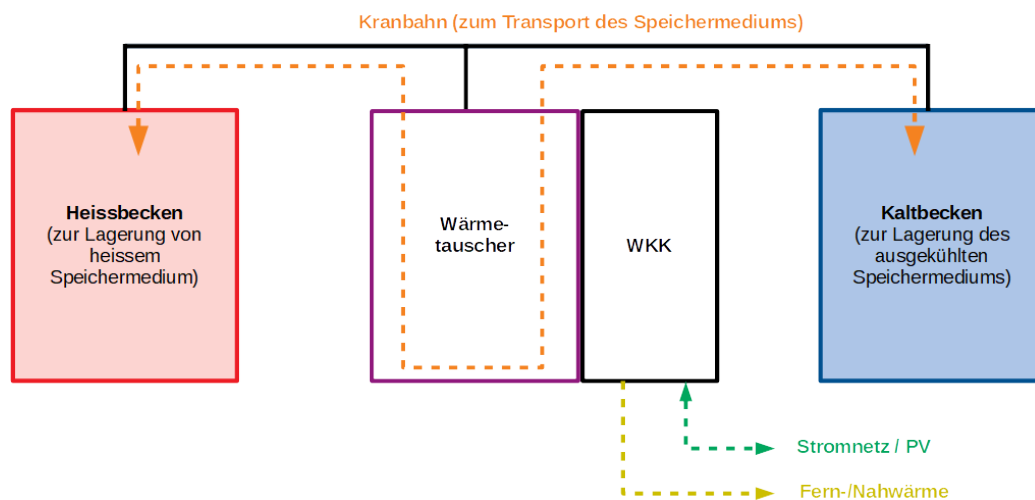 Kranbahn (zum Transport des Speichermediums)
Heissbecken
(zur Lagerung von
heissem
Speichermedium)
Wärme-
tauscher
WKK
Kaltbecken
(zur Lagerung des
ausgekühlten
Speichermediums)
Stromnetz / PV
Fern-/Nahwärme